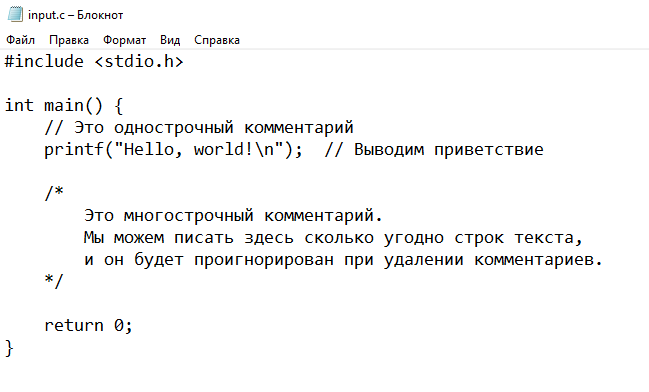 input.c – Блокнот
Файл Правка Формат Вид Справка
#include <stdio.h>
int main() {
    // Это однострочный комментарий
    printf("Hello, world!\n");  // Выводим приветствие
    /*
        Это многострочный комментарий.
        Мы можем писать здесь сколько угодно строк текста,
        и он будет проигнорирован при удалении комментариев.
    */
    return 0;
}